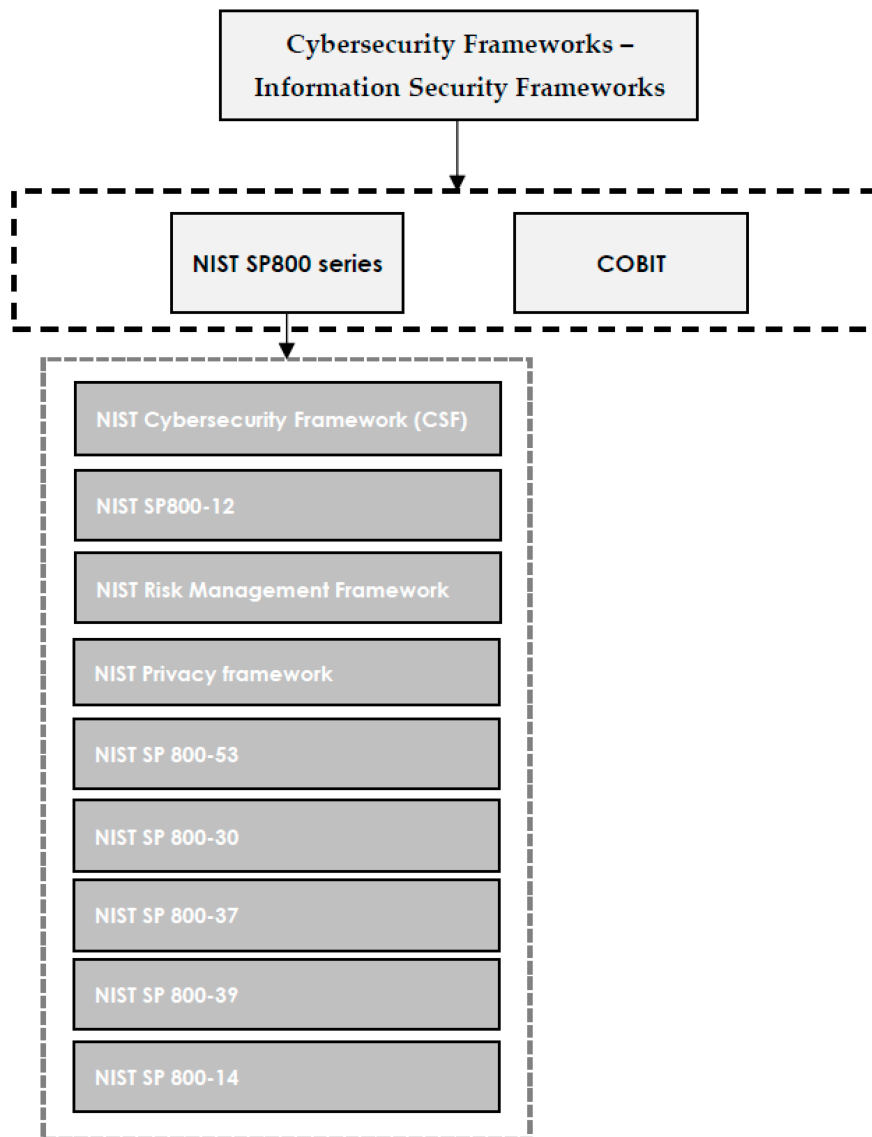 Cybersecurity Frameworks –
Information Security Frameworks
NIST SP800 series
COBIT
NIST Cybersecurity Framework (CSF)
NIST SP800-12
NIST Risk Management Framework
NIST Privacy framework
NIST SP 800-53
NIST SP 800-30
NIST SP 800-37
NIST SP 800-39
NIST SP 800-14